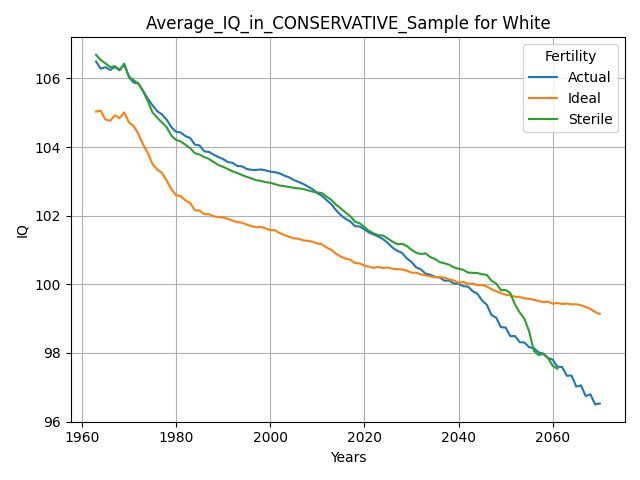 Average_IQ_in_CONSERVATIVE_Sample for White
Fertility
Actual
Ideal
Sterile
IQ
106
104
102
100
98
96
1960
1980
2000
2020
2040
2060
Years